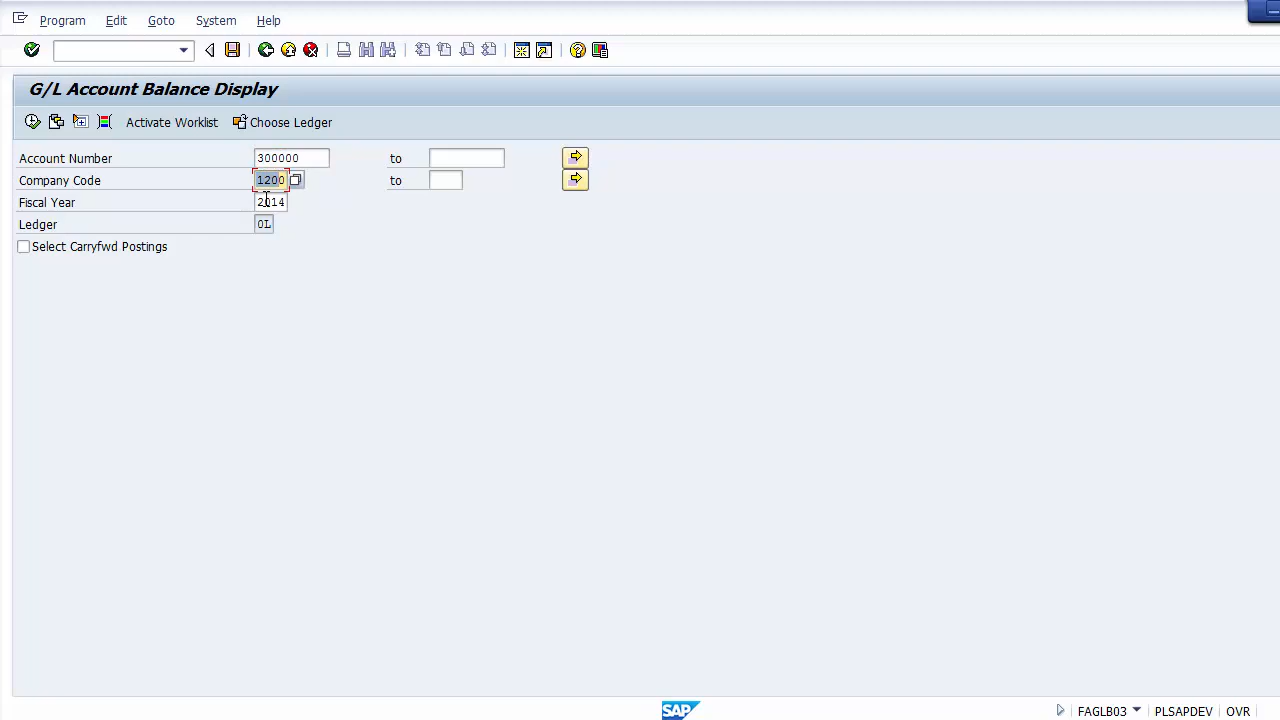 Program Edit Goto System Help
G/L Account Balance Display
Activate Worklist Choose Ledger
Account Number 300000 to
Company Code 1200 to
Fiscal Year 2014
Ledger 0L
Select Carryfwd Postings
SAP FAGLB03 PLSAPDEV OVR